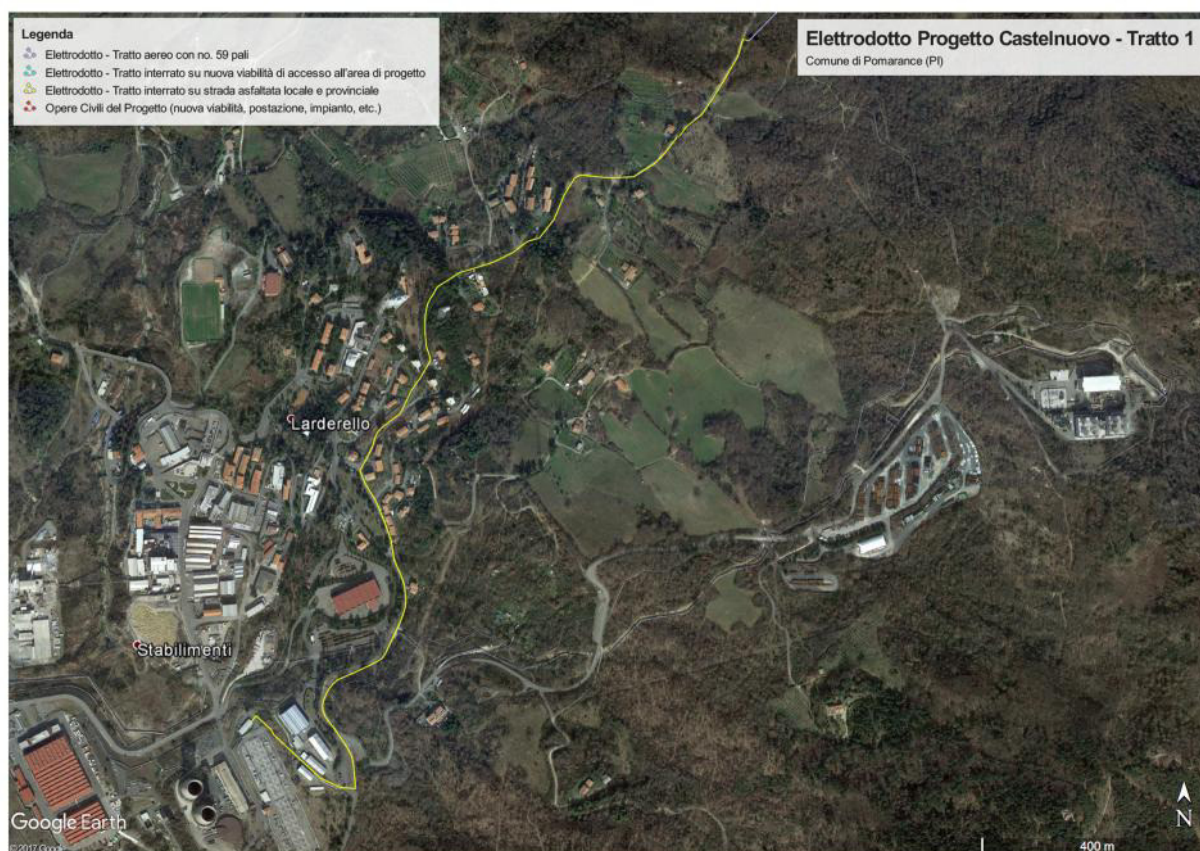 Legenda
Elettrodotto - Tratto aereo con no. 59 pali
Elettrodotto - Tratto interrato su nuova viabilità di accesso all'area di progetto
Elettrodotto - Tratto interrato su strada asfaltata locale e provinciale
Opere Civili del Progetto (nuova viabilità, postazione, impianto, etc.)
Elettrodotto Progetto Castelnuovo - Tratto 1
Comune di Pomarance (PI)
Larderello
Stabilimenti
Google Earth
©2017 Google
N
400 m